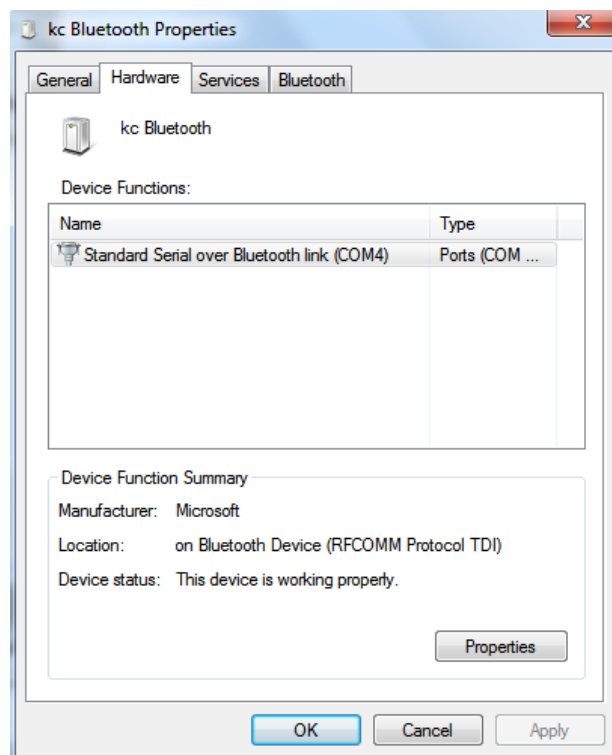 kc Bluetooth Properties
General Hardware Services Bluetooth
kc Bluetooth
Device Functions:
Name Type
Standard Serial over Bluetooth link (COM4) Ports (COM ...
Device Function Summary
Manufacturer: Microsoft
Location: on Bluetooth Device (RFCOMM Protocol TDI)
Device status: This device is working properly.
Properties
OK Cancel Apply